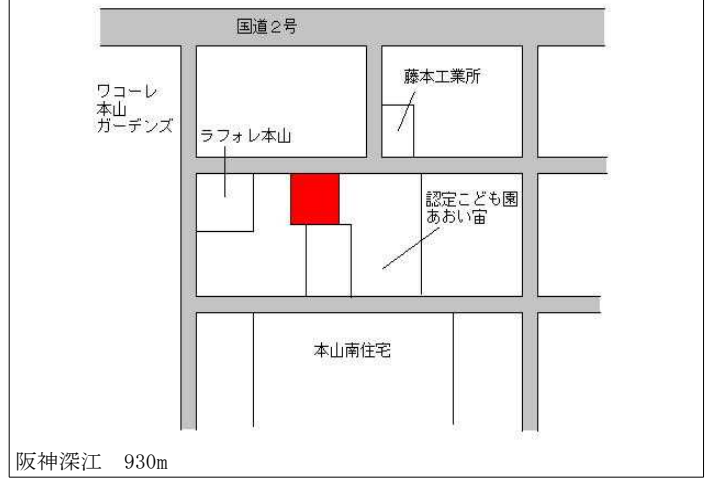 国道２号
ワコーレ
本山
ガーデンズ
藤本工業所
ラフォレ本山
認定こども園
あおい宙
本山南住宅
阪神深江　930m